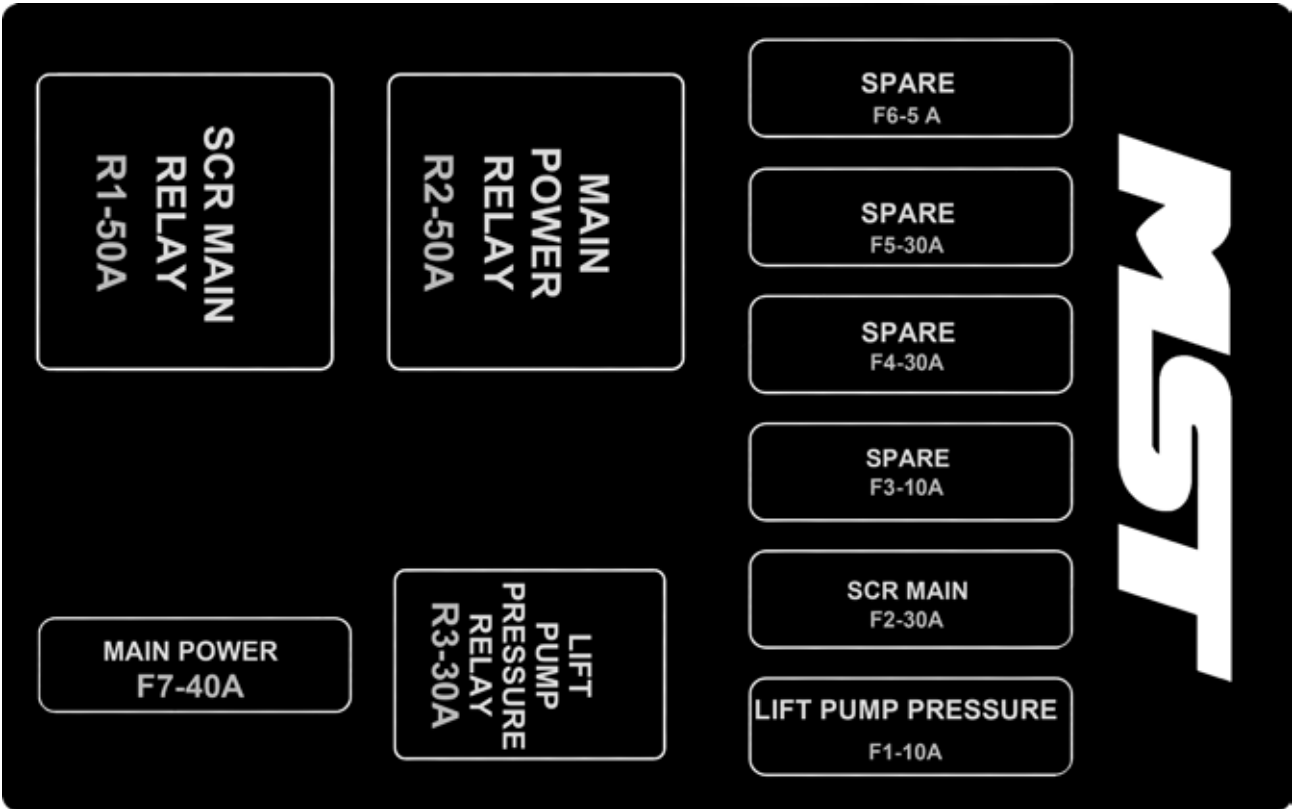 SCR MAIN
RELAY
R1-50A
MAIN
POWER
RELAY
R2-50A
SPARE
F6-5 A
SPARE
F5-30A
SPARE
F4-30A
SPARE
F3-10A
SCR MAIN
F2-30A
LIFT PUMP PRESSURE
F1-10A
MAIN POWER
F7-40A
LIFT
PUMP
PRESSURE
RELAY
R3-30A
MST